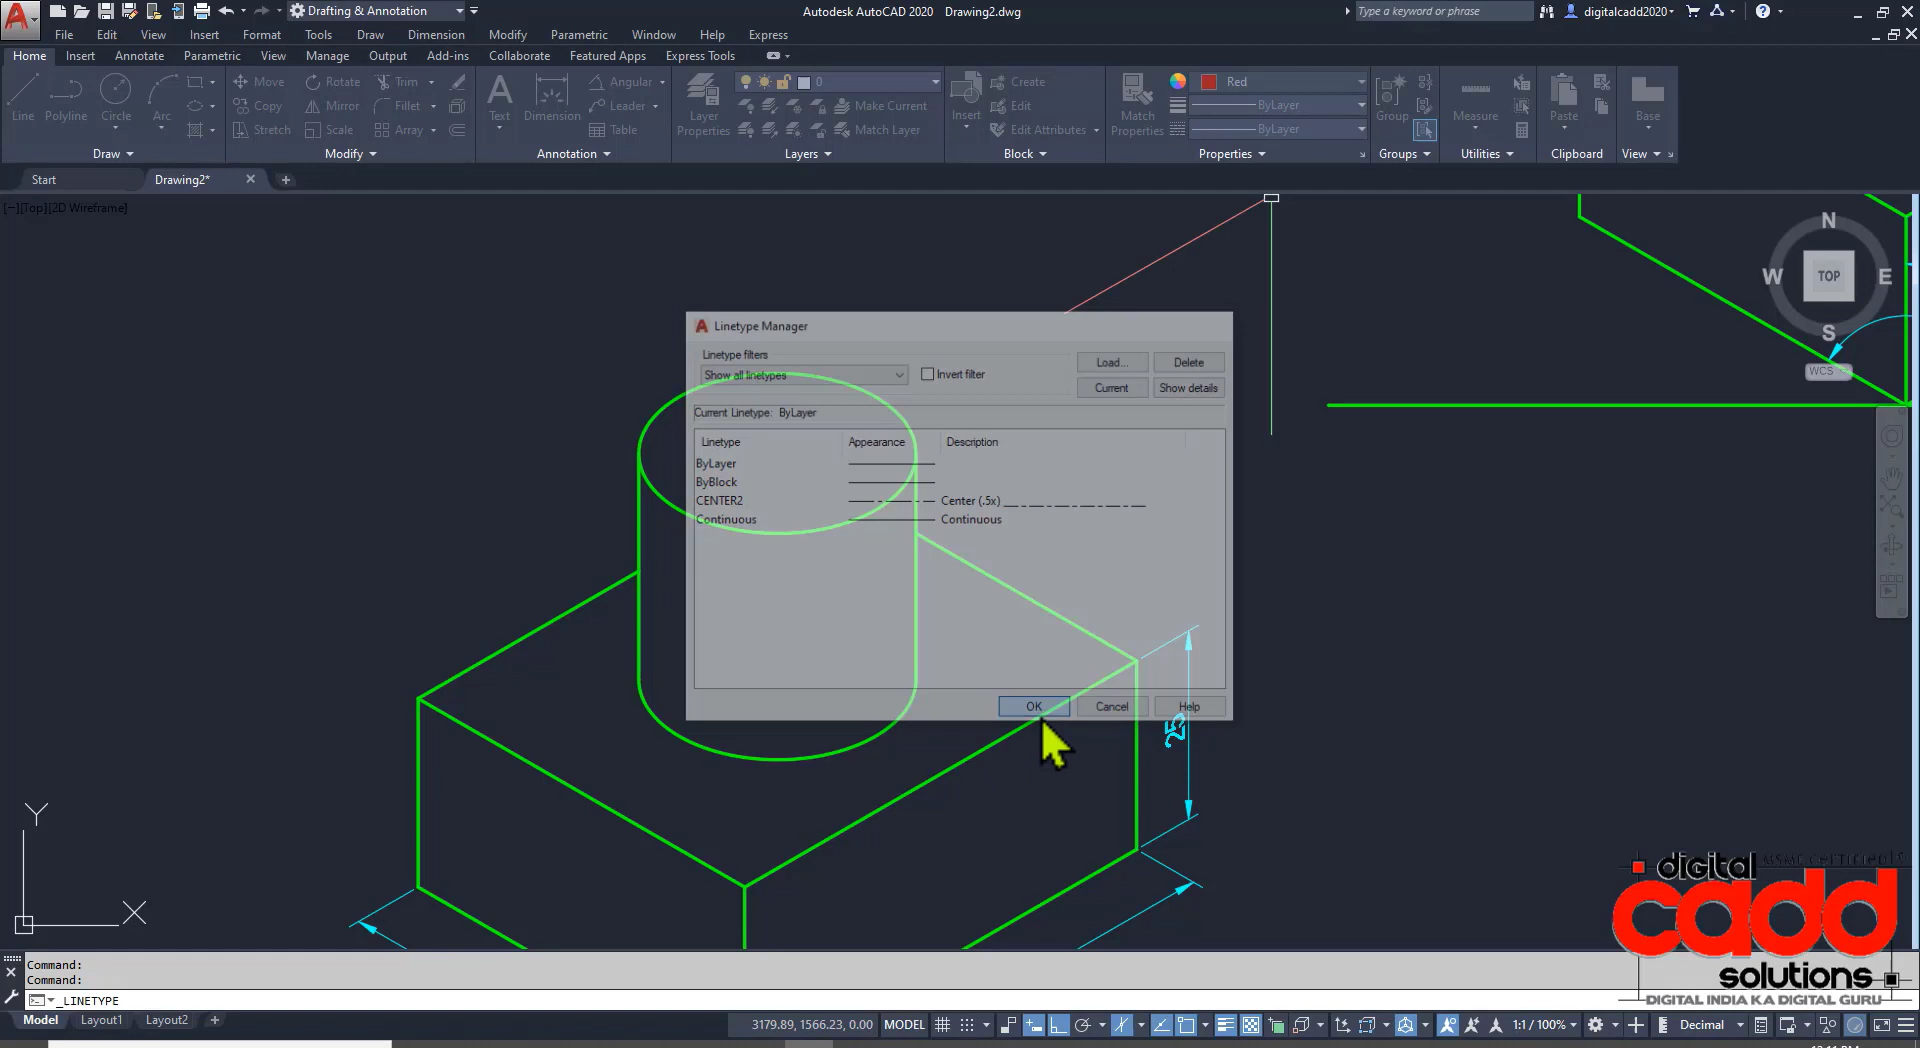 Drafting & Annotation
Autodesk AutoCAD 2020 Drawing2.dwg
Type a keyword or phrase
digitalcadd2020
File Edit View Insert Format Tools Draw Dimension Modify Parametric Window Help Express
Home Insert Annotate Parametric View Manage Output Add-ins Collaborate Featured Apps Express Tools
Line Polyline Circle Arc
Move Rotate Trim
Copy Mirror Fillet
Stretch Scale Array
Text Dimension
Angular
Leader
Table
Layer Properties
0
Make Current
Match Layer
Insert
Create
Edit
Edit Attributes
Match Properties
Red
ByLayer
ByLayer
Group
Measure
Paste
Base
Draw Modify Annotation Layers Block Properties Groups Utilities Clipboard View
Start Drawing2*
[−][Top][2D Wireframe]
N
W TOP E
S
WCS
Linetype Manager
Linetype filters
Show all linetypes
Invert filter
Load... Delete
Current Show details
Current Linetype: ByLayer
Linetype Appearance Description
ByLayer
ByBlock
CENTER2 Center (.5x)
Continuous Continuous
OK Cancel Help
25
Y
X
digital MSME CERTIFIED
cadd
solutions
DIGITAL INDIA KA DIGITAL GURU
Command:
Command:
_LINETYPE
Model Layout1 Layout2
3179.89, 1566.23, 0.00 MODEL
1:1 / 100%
Decimal